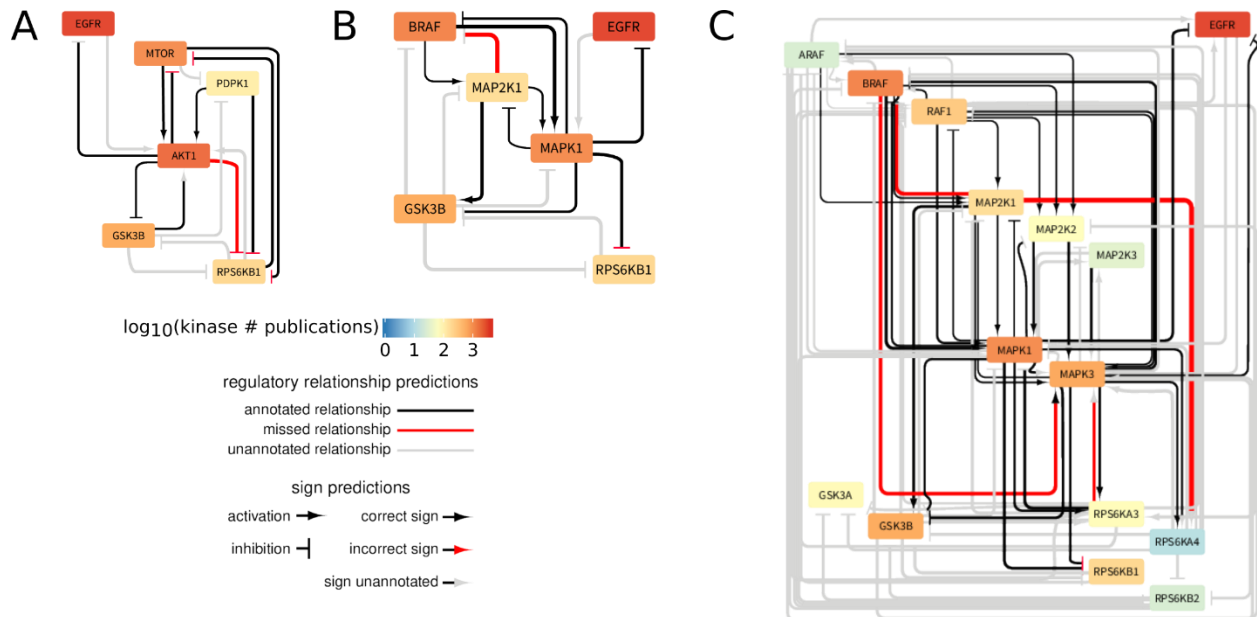 A
EGFR
MTOR
PDPK1
AKT1
GSK3B
RPS6KB1
B
BRAF
EGFR
MAP2K1
MAPK1
GSK3B
RPS6KB1
C
EGFR
ARAF
BRAF
RAF1
MAP2K1
MAP2K2
MAP2K3
MAPK1
MAPK3
GSK3A
RPS6KA3
GSK3B
RPS6KA4
RPS6KB1
RPS6KB2
log10(kinase # publications)
0 1 2 3
regulatory relationship predictions
annotated relationship
missed relationship
unannotated relationship
sign predictions
activation correct sign
inhibition incorrect sign
sign unannotated